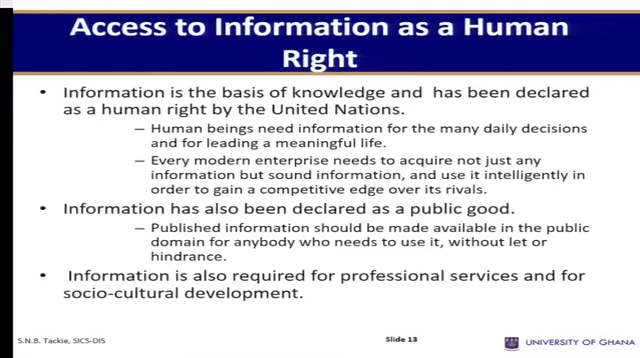 Access to Information as a Human
Right
• Information is the basis of knowledge and has been declared
as a human right by the United Nations.
– Human beings need information for the many daily decisions
and for leading a meaningful life.
– Every modern enterprise needs to acquire not just any
information but sound information, and use it intelligently in
order to gain a competitive edge over its rivals.
• Information has also been declared as a public good.
– Published information should be made available in the public
domain for anybody who needs to use it, without let or
hindrance.
• Information is also required for professional services and for
socio-cultural development.
S.N.B. Tackie, SICS-DIS
Slide 13
UNIVERSITY OF GHANA